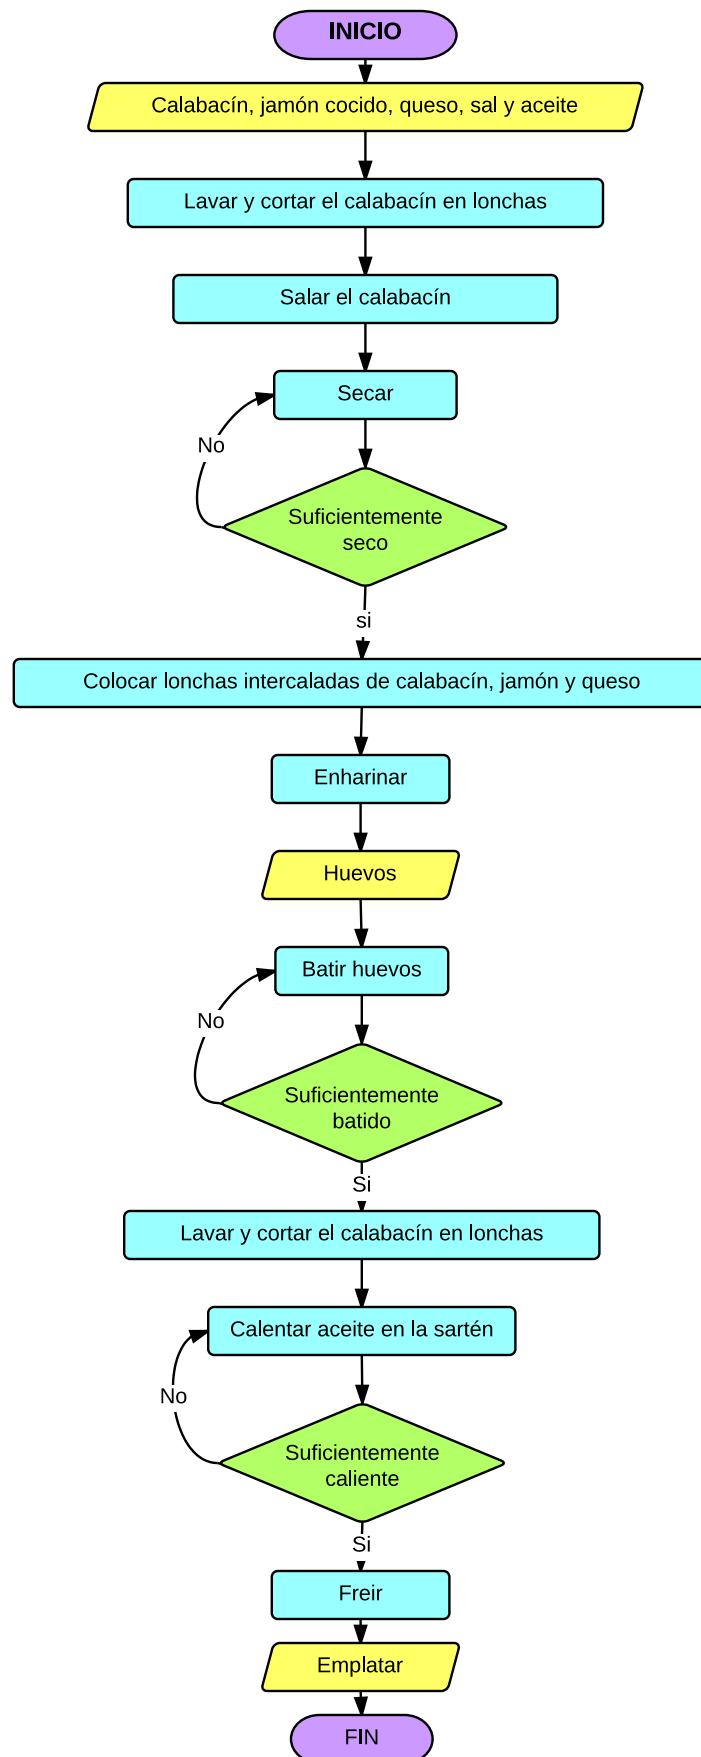 INICIO
Calabacín, jamón cocido, queso, sal y aceite
Lavar y cortar el calabacín en lonchas
Salar el calabacín
Secar
No
Suficientemente
seco
si
Colocar lonchas intercaladas de calabacín, jamón y queso
Enharinar
Huevos
Batir huevos
No
Suficientemente
batido
Si
Lavar y cortar el calabacín en lonchas
Calentar aceite en la sartén
No
Suficientemente
caliente
Si
Freir
Emplatar
FIN